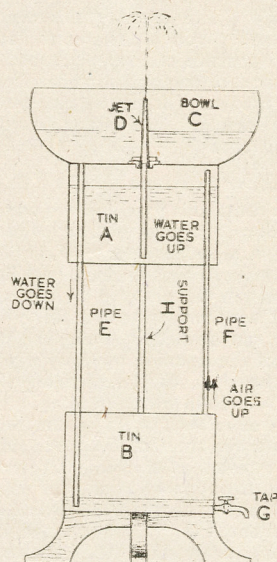 JET
D
BOWL
C
TIN
A
WATER
GOES
UP
WATER
GOES
DOWN
PIPE
E
SUPPORT
H
PIPE
F
AIR
GOES
UP
TIN
B
TAP
G